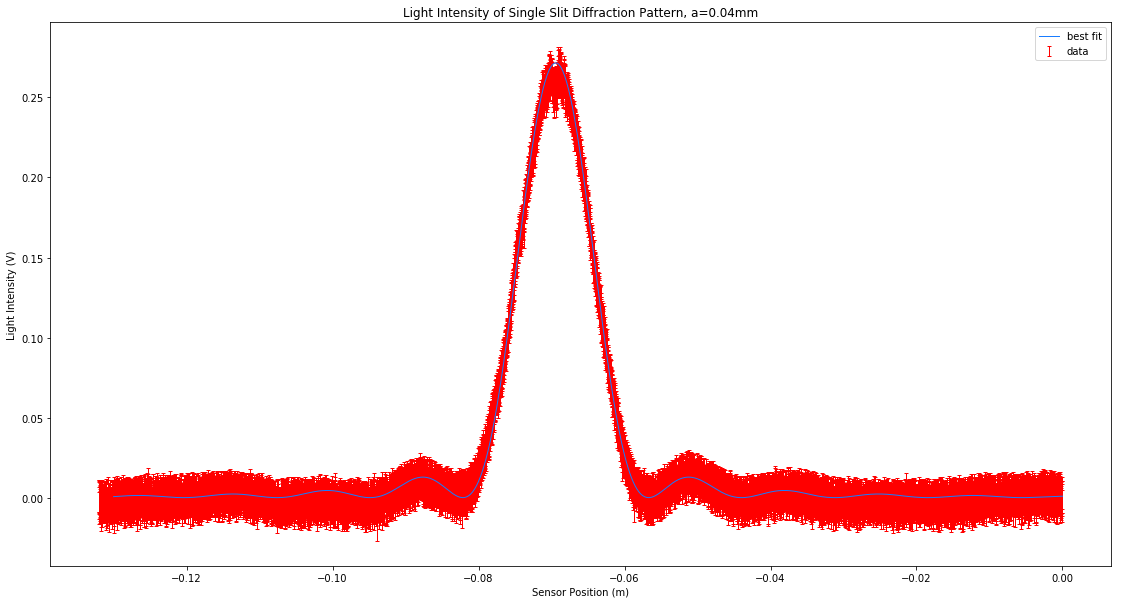 Light Intensity of Single Slit Diffraction Pattern, a=0.04mm
best fit
data
Light Intensity (V)
0.25
0.20
0.15
0.10
0.05
0.00
−0.12 −0.10 −0.08 −0.06 −0.04 −0.02 0.00
Sensor Position (m)